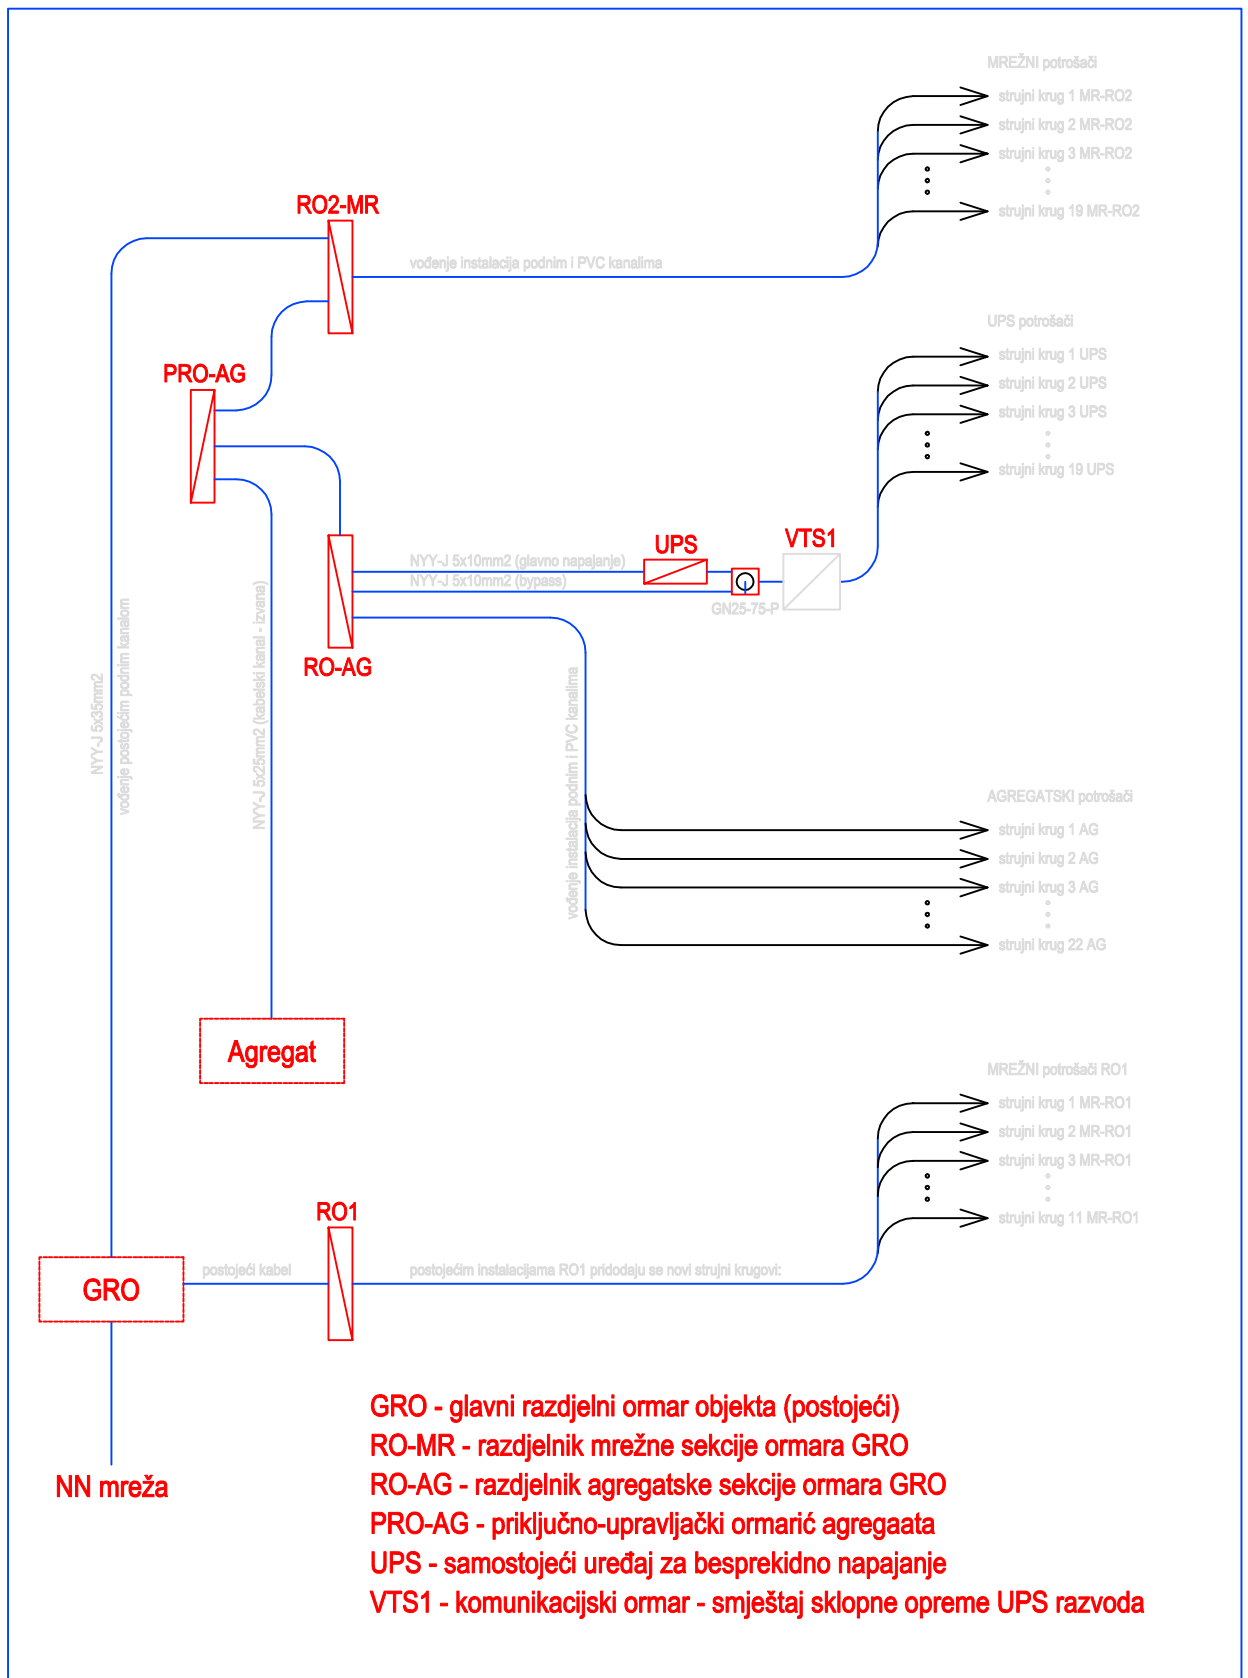 MREŽNI potrošači
strujni krug 1 MR-RO2
strujni krug 2 MR-RO2
strujni krug 3 MR-RO2
strujni krug 19 MR-RO2
RO2-MR
vođenje instalacija podnim i PVC kanalima
UPS potrošači
strujni krug 1 UPS
strujni krug 2 UPS
strujni krug 3 UPS
strujni krug 19 UPS
PRO-AG
UPS
VTS1
NYY-J 5x10mm2 (glavno napajanje)
NYY-J 5x10mm2 (bypass)
GN25-75-P
RO-AG
NYY-J 5x35mm2
vođenje postojećim podnim kanalom
NYY-J 5x25mm2 (kabelski kanal - izvana)
vođenje instalacija podnim i PVC kanalima
AGREGATSKI potrošači
strujni krug 1 AG
strujni krug 2 AG
strujni krug 3 AG
strujni krug 22 AG
Agregat
MREŽNI potrošači RO1
strujni krug 1 MR-RO1
strujni krug 2 MR-RO1
strujni krug 3 MR-RO1
strujni krug 11 MR-RO1
RO1
GRO
postojeći kabel
postojećim instalacijama RO1 pridodaju se novi strujni krugovi:
NN mreža
GRO - glavni razdjelni ormar objekta (postojeći)
RO-MR - razdjelnik mrežne sekcije ormara GRO
RO-AG - razdjelnik agregatske sekcije ormara GRO
PRO-AG - priključno-upravljački ormarić agregaata
UPS - samostojeći uređaj za besprekidno napajanje
VTS1 - komunikacijski ormar - smještaj sklopne opreme UPS razvoda